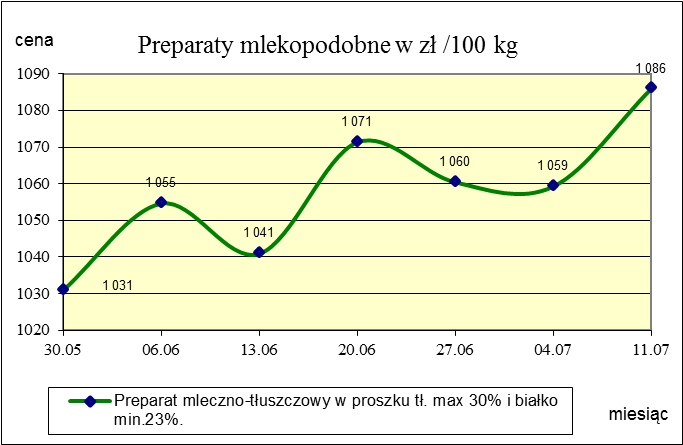 cena
Preparaty mlekopodobne w zł /100 kg
1090
1080
1070
1060
1050
1040
1030
1020
1 031
1 055
1 041
1 071
1 060
1 059
1 086
30.05 06.06 13.06 20.06 27.06 04.07 11.07
Preparat mleczno-tłuszczowy w proszku tł. max 30% i białko
min.23%.
miesiąc